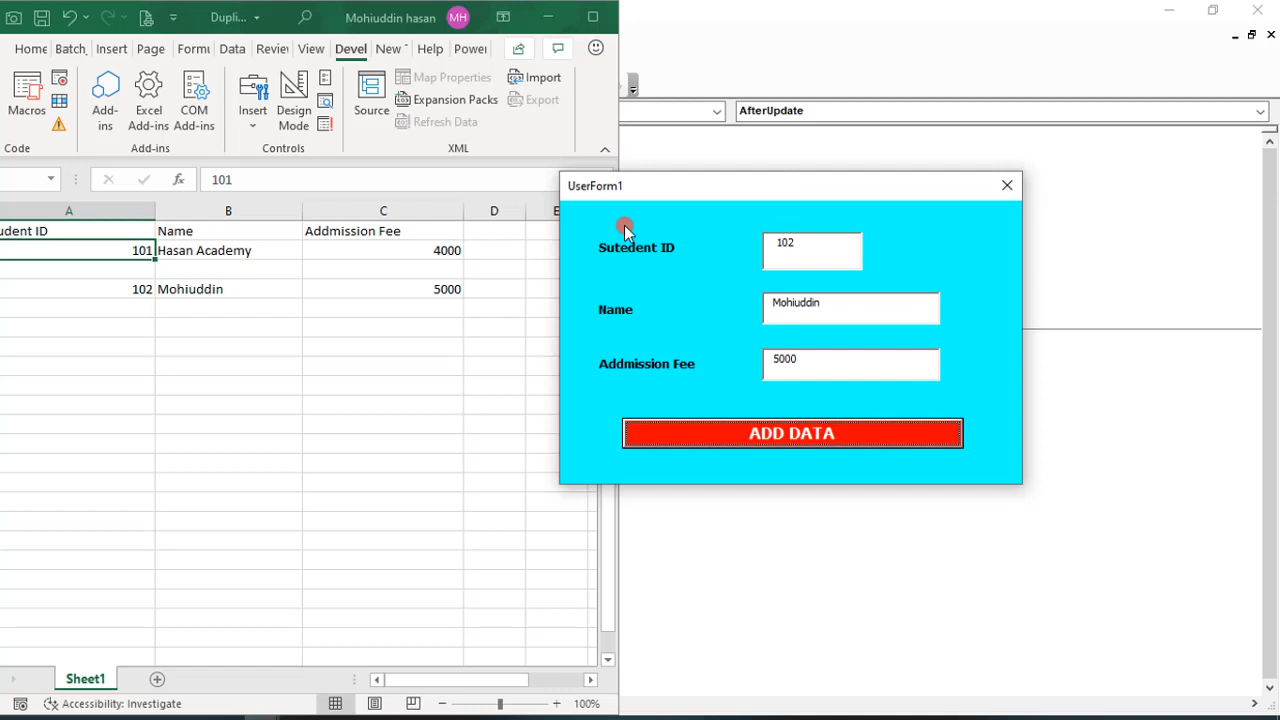 Dupli...
Mohiuddin hasan
MH
Home Batch Insert Page Formu Data Review View Devel New Help Power
Macros
Add-ins
Excel Add-ins
COM Add-ins
Insert
Design Mode
Source
Map Properties
Expansion Packs
Refresh Data
Import
Export
Code
Add-ins
Controls
XML
AfterUpdate
101
A B C D E
udent ID Name Addmission Fee
101 Hasan Academy 4000
102 Mohiuddin 5000
UserForm1
Sutedent ID 102
Name Mohiuddin
Addmission Fee 5000
ADD DATA
Sheet1
Accessibility: Investigate
100%